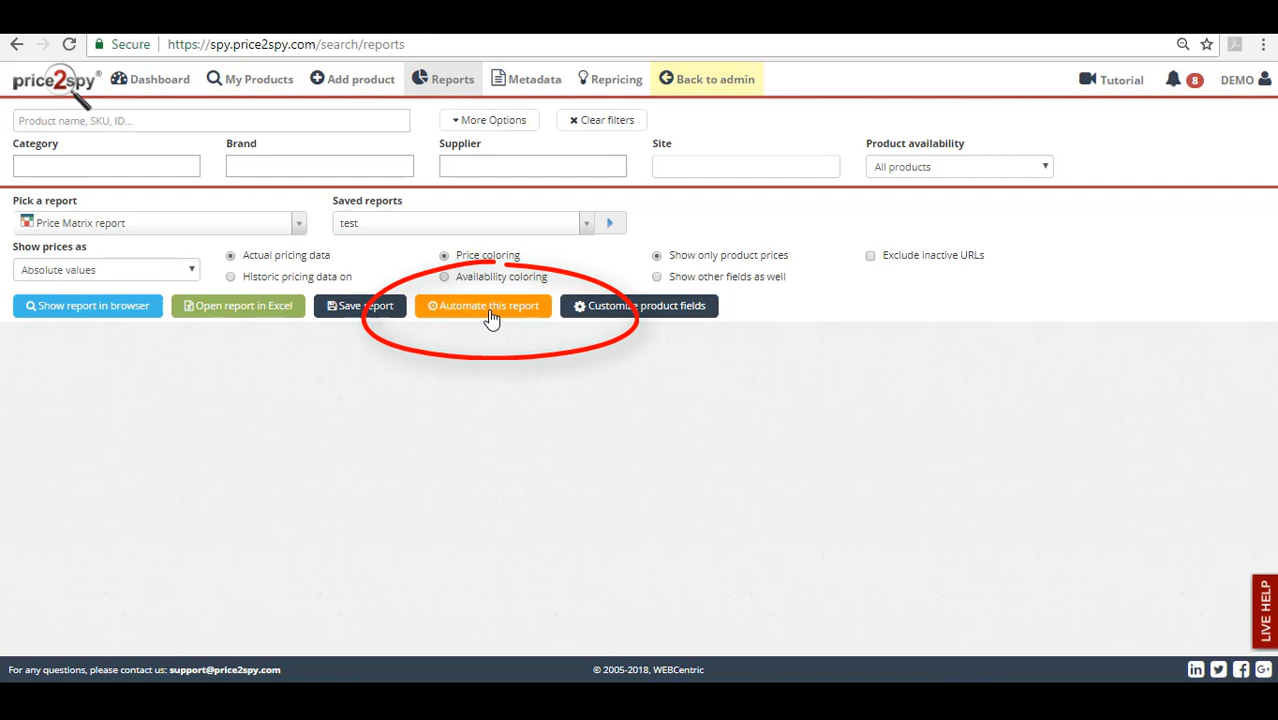 Secure https://spy.price2spy.com/search/reports
price2spy® Dashboard My Products Add product Reports Metadata Repricing Back to admin Tutorial 8 DEMO
Product name, SKU, ID... More Options Clear filters
Category Brand Supplier Site Product availability
All products
Pick a report Saved reports
Price Matrix report test
Show prices as
Actual pricing data Price coloring Show only product prices Exclude inactive URLs
Absolute values
Historic pricing data on Availability coloring Show other fields as well
Show report in browser Open report in Excel Save report Automate this report Customize product fields
LIVE HELP
For any questions, please contact us: support@price2spy.com © 2005-2018, WEBCentric